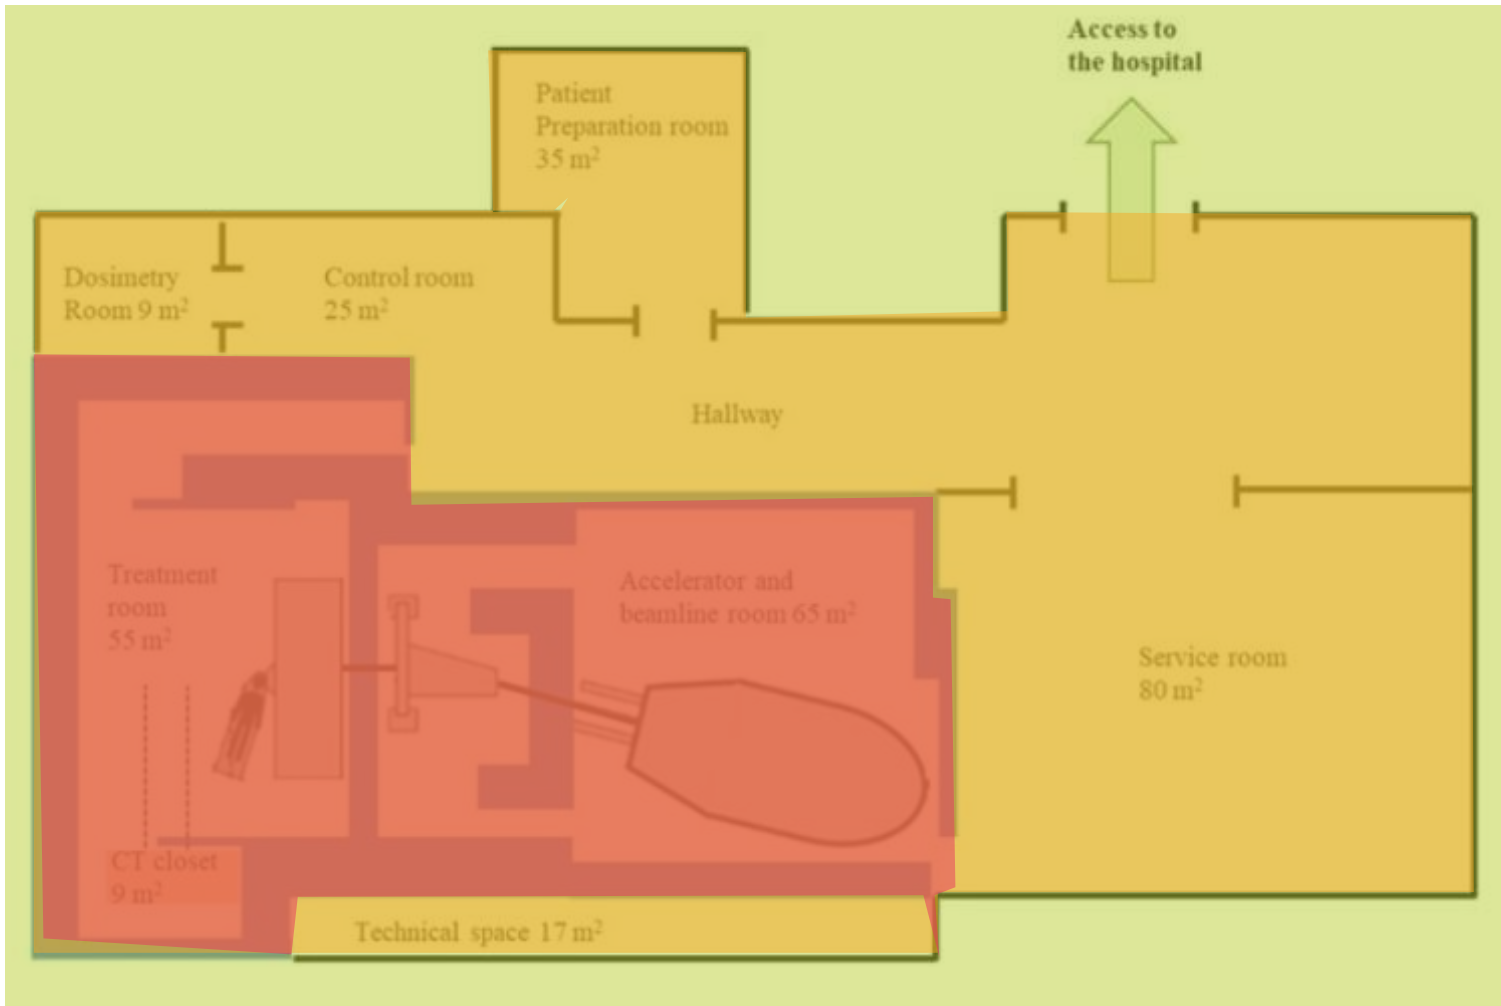 Access to
the hospital
Patient
Preparation room
35 m²
Dosimetry
Room 9 m²
Control room
25 m²
Hallway
Treatment
room
55 m²
Accelerator and
beamline room 65 m²
Service room
80 m²
CT closet
9 m²
Technical space 17 m²